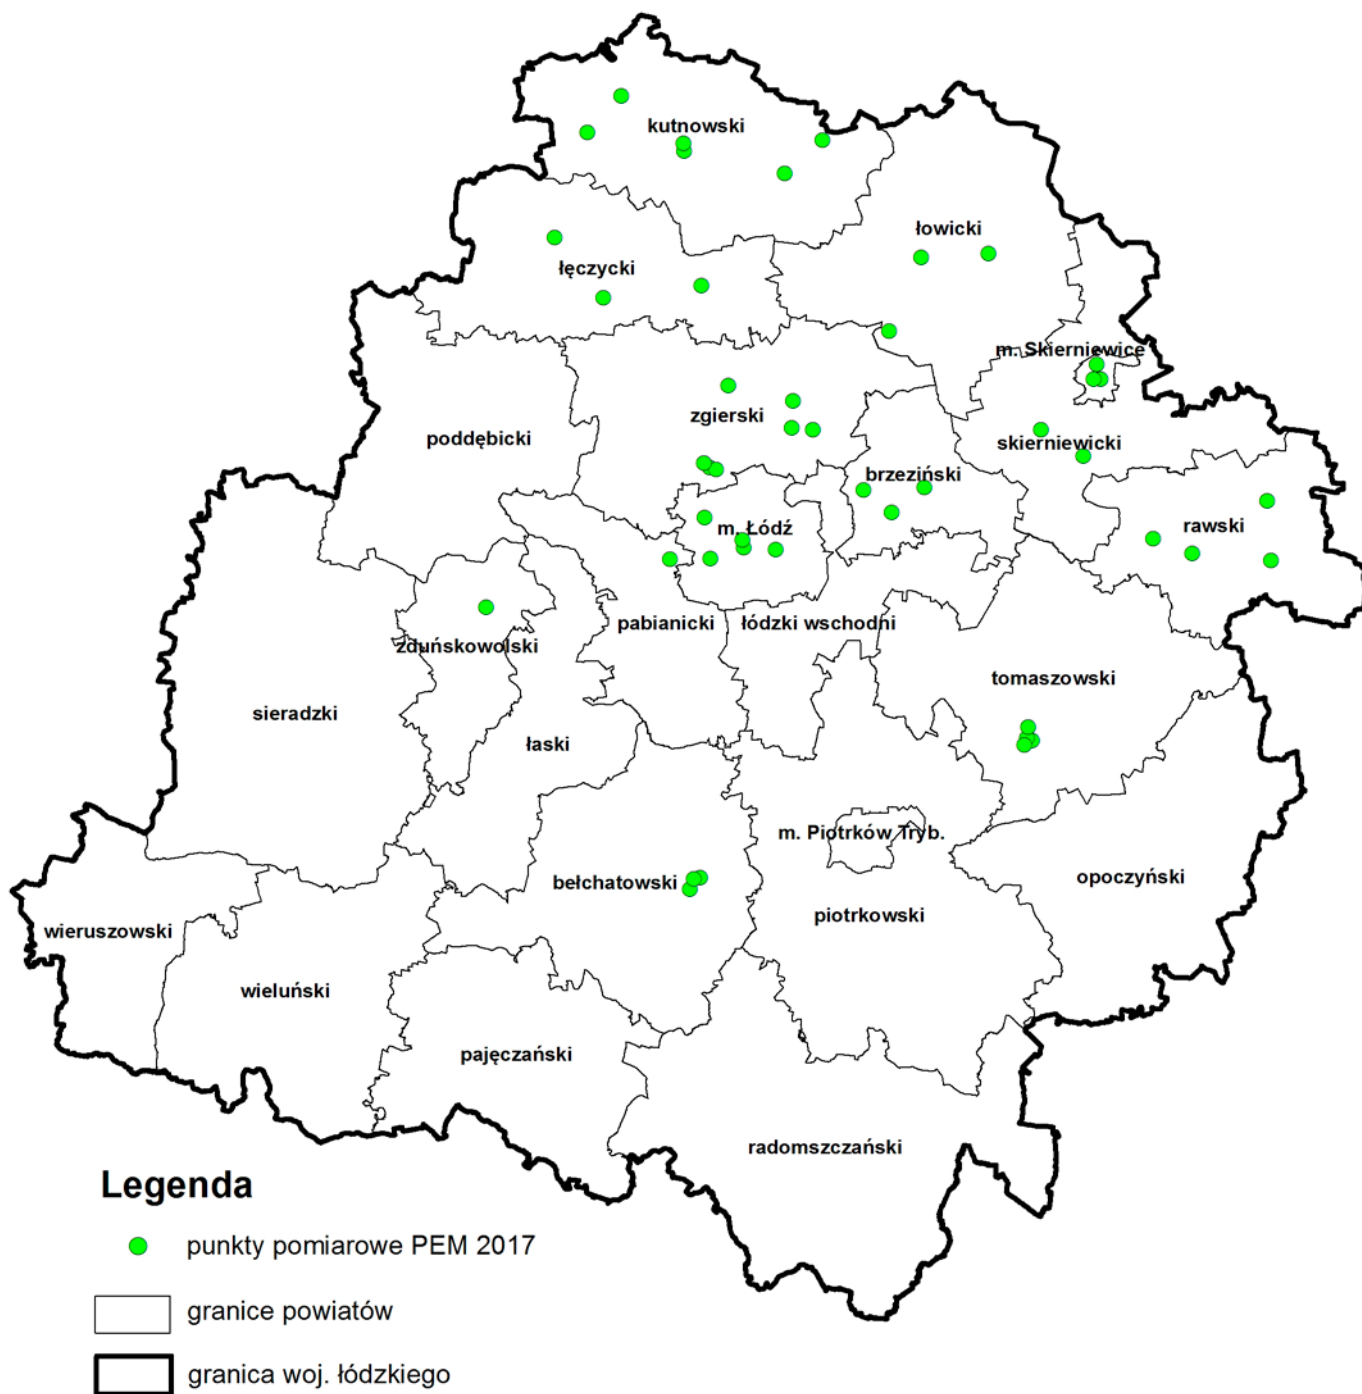 kutnowski
łowicki
łęczycki
m. Skierniewice
zgierski
poddębicki
skierniewicki
brzeziński
rawski
m. Łódź
pabianicki
łódzki wschodni
zduńskowolski
tomaszowski
sieradzki
łaski
m. Piotrków Tryb.
bełchatowski
opoczyński
piotrkowski
wieruszowski
wieluński
pajęczański
radomszczański
Legenda
punkty pomiarowe PEM 2017
granice powiatów
granica woj. łódzkiego